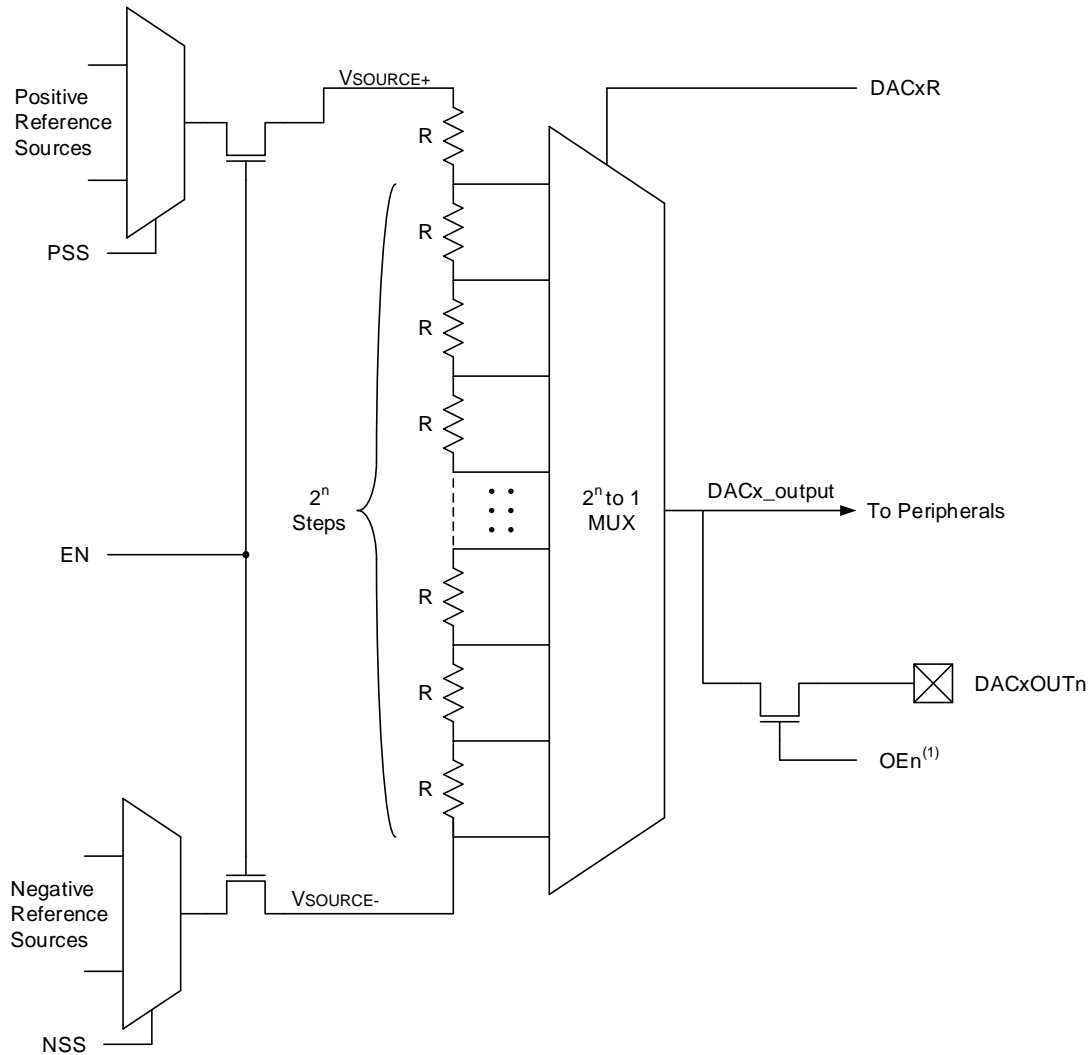 Positive
Reference
Sources
PSS
VSOURCE+
R
R
R
R
2ⁿ
Steps
EN
R
R
R
Negative
Reference
Sources
VSOURCE-
NSS
DACxR
2ⁿ to 1
MUX
DACx_output
To Peripherals
DACxOUTn
OEn⁽¹⁾